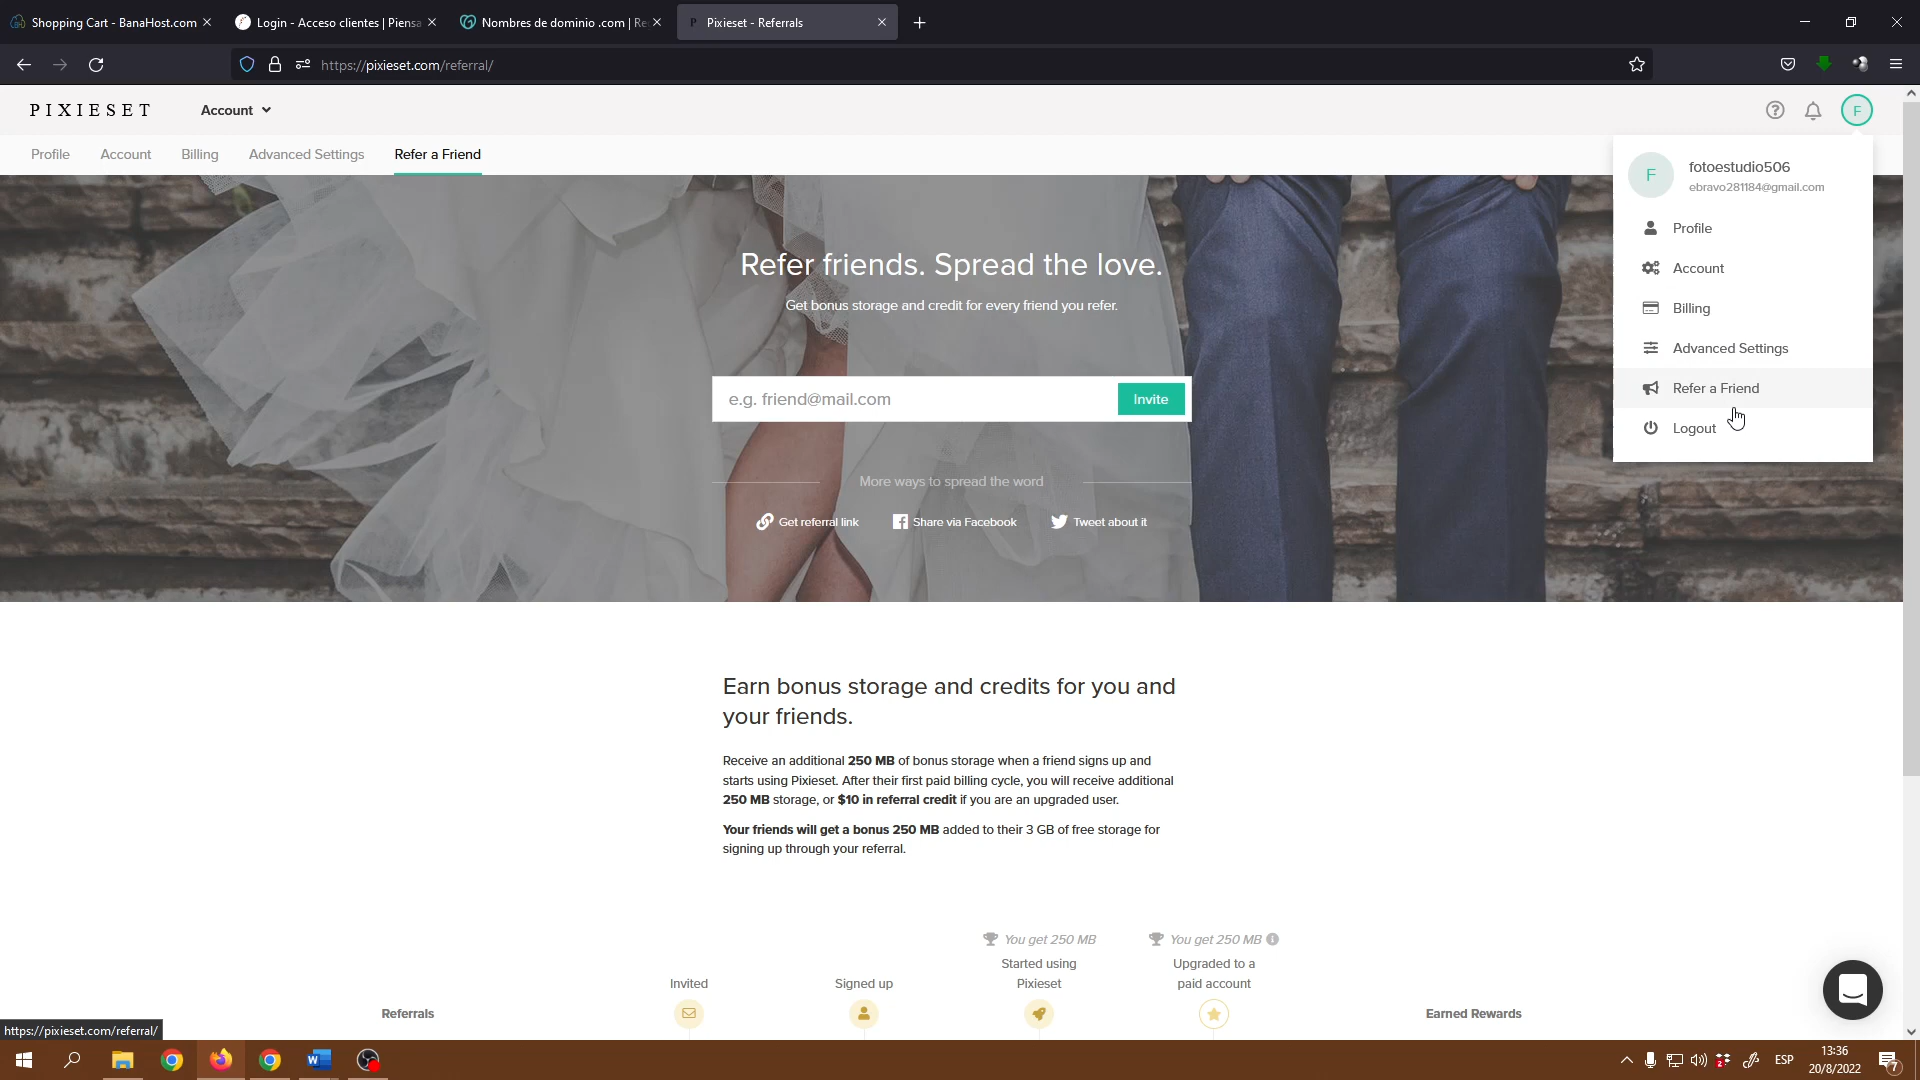 Shopping Cart - BanaHost.com
Login - Acceso clientes | Piensa
Nombres de dominio .com | Re
Pixieset - Referrals
https://pixieset.com/referral/
PIXIESET
Account
F
Profile
Account
Billing
Advanced Settings
Refer a Friend
F
fotoestudio506
ebravo281184@gmail.com
Profile
Account
Billing
Advanced Settings
Refer a Friend
Logout
Refer friends. Spread the love.
Get bonus storage and credit for every friend you refer.
e.g. friend@mail.com
Invite
More ways to spread the word
Get referral link
Share via Facebook
Tweet about it
Earn bonus storage and credits for you and
your friends.
Receive an additional 250 MB of bonus storage when a friend signs up and
starts using Pixieset. After their first paid billing cycle, you will receive additional
250 MB storage, or $10 in referral credit if you are an upgraded user.
Your friends will get a bonus 250 MB added to their 3 GB of free storage for
signing up through your referral.
You get 250 MB
You get 250 MB
Started using
Pixieset
Upgraded to a
paid account
Invited
Signed up
Referrals
Earned Rewards
https://pixieset.com/referral/
ESP
13:36
20/8/2022
7
2